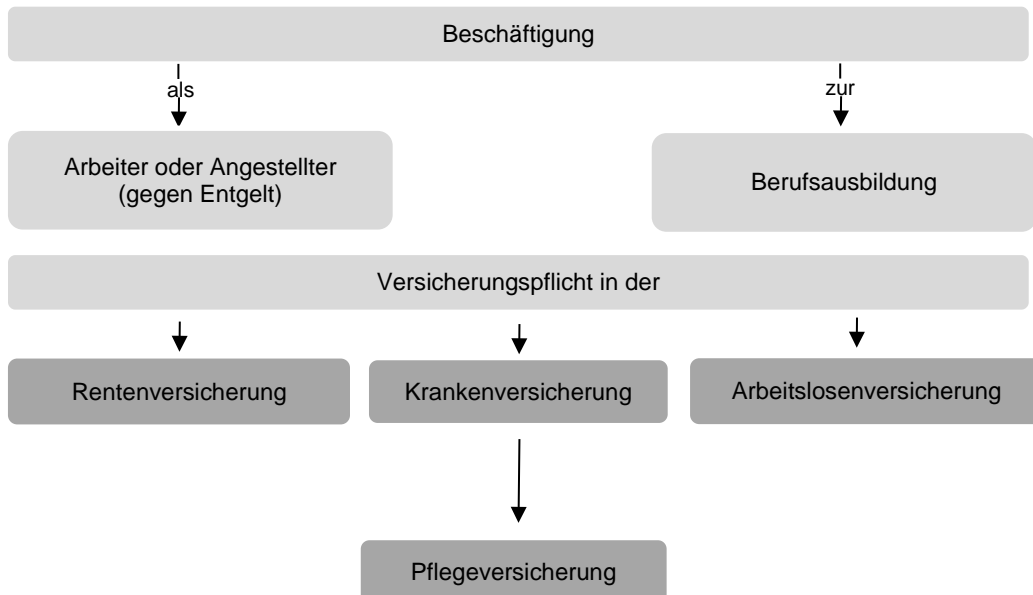 Beschäftigung
als
zur
Arbeiter oder Angestellter
(gegen Entgelt)
Berufsausbildung
Versicherungspflicht in der
Rentenversicherung
Krankenversicherung
Arbeitslosenversicherung
Pflegeversicherung